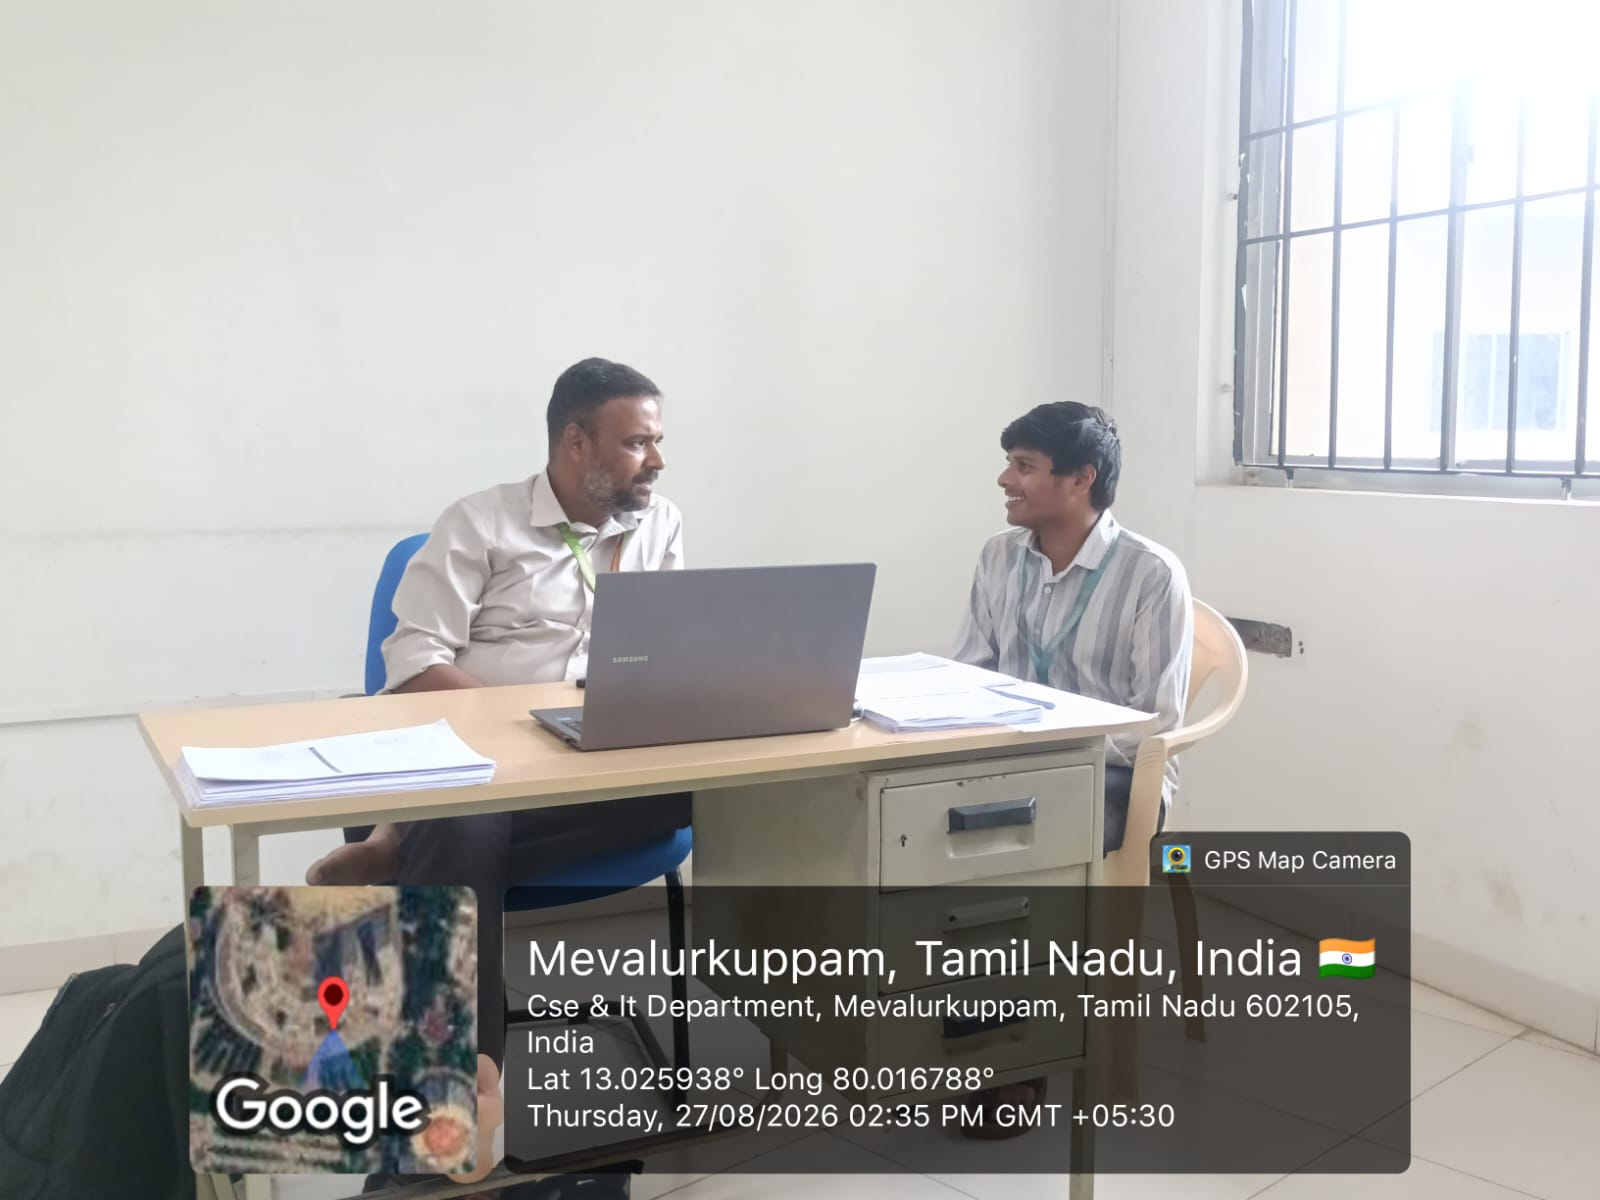 SAMSUNG
GPS Map Camera
Mevalurkuppam, Tamil Nadu, India
Cse & It Department, Mevalurkuppam, Tamil Nadu 602105,
India
Lat 13.025938° Long 80.016788°
Thursday, 27/08/2026 02:35 PM GMT +05:30
Google